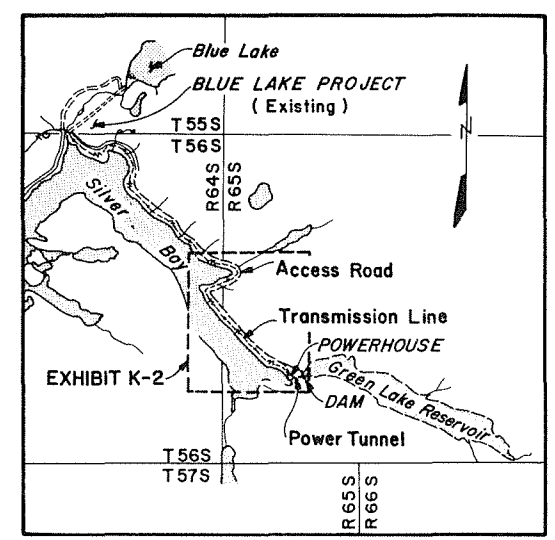 Blue Lake
BLUE LAKE PROJECT
( Existing )
T55S
T56S
N
R64S
R65S
Silver Bay
Access Road
Transmission Line
POWERHOUSE
EXHIBIT K-2
Green Lake Reservoir
DAM
Power Tunnel
T56S
T57S
R65S
R66S